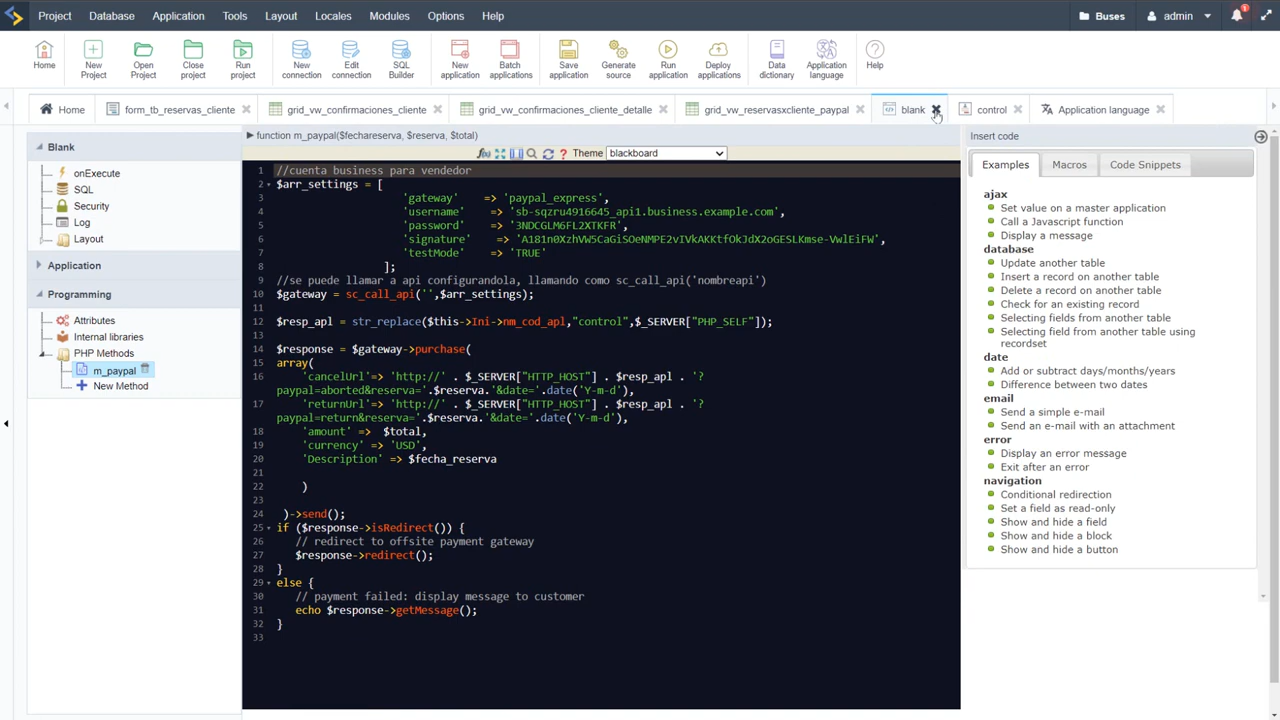 Project Database Application Tools Layout Locales Modules Options Help Buses admin 1
Home New Project Open Project Close project Run project New connection Edit connection SQL Builder New application Batch applications Save application Generate source Run application Deploy applications Data dictionary Application language Help
Home form_tb_reservas_cliente grid_vw_confirmaciones_cliente grid_vw_confirmaciones_cliente_detalle grid_vw_reservasxcliente_paypal blank control Application language
Blank
onExecute
SQL
Security
Log
Layout
Application
Programming
Attributes
Internal libraries
PHP Methods
m_paypal
New Method
function m_paypal($fechareserva, $reserva, $total)
Theme blackboard
1 //cuenta business para vendedor
2 $arr_settings = [
3 'gateway' => 'paypal_express',
4 'username' => 'sb-sqzru4916645_api1.business.example.com',
5 'password' => '3NDCGLM6FL2XTKFR',
6 'signature' => 'A181n0XzhVW5CaGiSOeNMPE2vIVkAKKtfOkJdX2oGESLKmse-VwlEiFW',
7 'testMode' => 'TRUE'
8 ];
9 //se puede llamar a api configurandola, llamando como sc_call_api('nombreapi')
10 $gateway = sc_call_api('',$arr_settings);
11
12 $resp_apl = str_replace($this->Ini->nm_cod_apl,"control",$_SERVER["PHP_SELF"]);
13
14 $response = $gateway->purchase(
15 array(
16 'cancelUrl'=> 'http://' . $_SERVER["HTTP_HOST"] . $resp_apl . '?
paypal=aborted&reserva='.$reserva.'&date='.date('Y-m-d'),
17 'returnUrl'=> 'http://' . $_SERVER["HTTP_HOST"] . $resp_apl . '?
paypal=return&reserva='.$reserva.'&date='.date('Y-m-d'),
18 'amount' => $total,
19 'currency' => 'USD',
20 'Description' => $fecha_reserva
21
22 )
23
24 )->send();
25 if ($response->isRedirect()) {
26 // redirect to offsite payment gateway
27 $response->redirect();
28 }
29 else {
30 // payment failed: display message to customer
31 echo $response->getMessage();
32 }
33
Insert code
Examples Macros Code Snippets
ajax
Set value on a master application
Call a Javascript function
Display a message
database
Update another table
Insert a record on another table
Delete a record on another table
Check for an existing record
Selecting fields from another table
Selecting field from another table using
recordset
date
Add or subtract days/months/years
Difference between two dates
email
Send a simple e-mail
Send an e-mail with an attachment
error
Display an error message
Exit after an error
navigation
Conditional redirection
Set a field as read-only
Show and hide a field
Show and hide a block
Show and hide a button